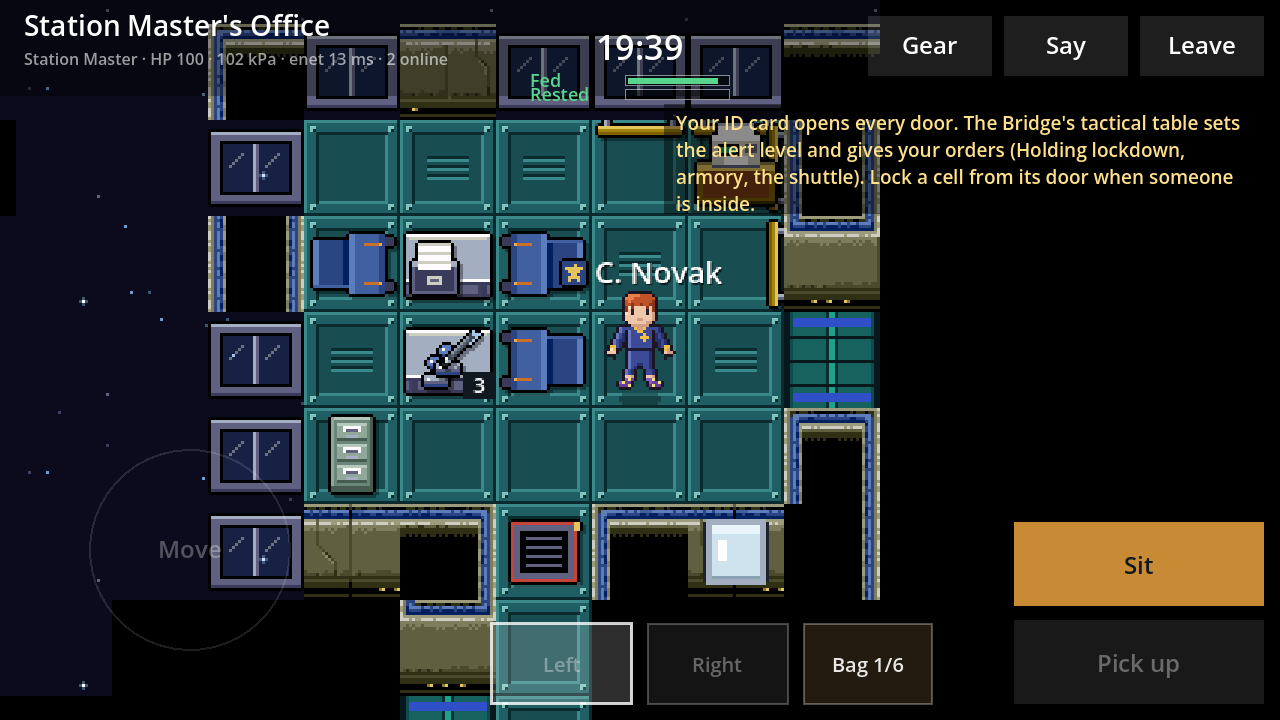 Station Master's Office
Station Master · HP 100 · 102 kPa · enet 13 ms · 2 online
19:39
Fed
Rested
Gear
Say
Leave
Your ID card opens every door. The Bridge's tactical table sets
the alert level and gives your orders (Holding lockdown,
armory, the shuttle). Lock a cell from its door when someone
is inside.
C. Novak
3
Move
Sit
Left
Right
Bag 1/6
Pick up